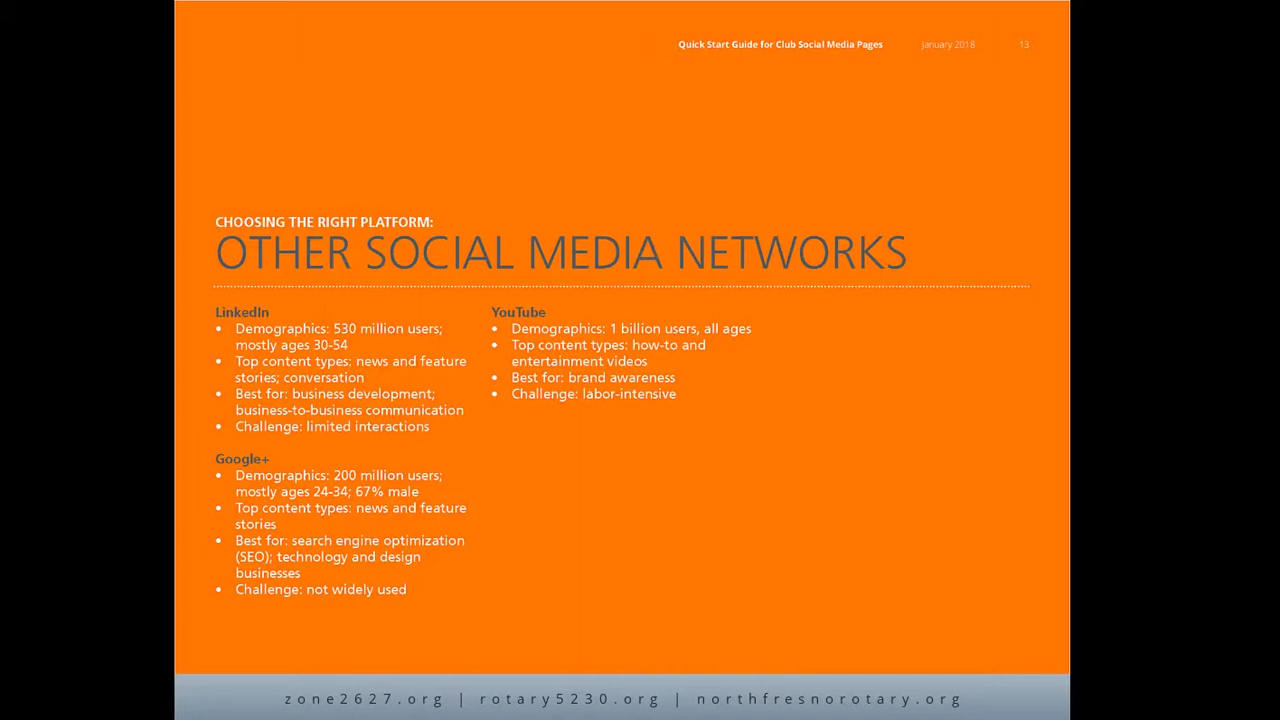 Quick Start Guide for Club Social Media Pages January 2018 13
CHOOSING THE RIGHT PLATFORM:
OTHER SOCIAL MEDIA NETWORKS
LinkedIn
• Demographics: 530 million users;
mostly ages 30-54
• Top content types: news and feature
stories; conversation
• Best for: business development;
business-to-business communication
• Challenge: limited interactions
Google+
• Demographics: 200 million users;
mostly ages 24-34; 67% male
• Top content types: news and feature
stories
• Best for: search engine optimization
(SEO); technology and design
businesses
• Challenge: not widely used
YouTube
• Demographics: 1 billion users, all ages
• Top content types: how-to and
entertainment videos
• Best for: brand awareness
• Challenge: labor-intensive
zone2627.org | rotary5230.org | northfresnorotary.org